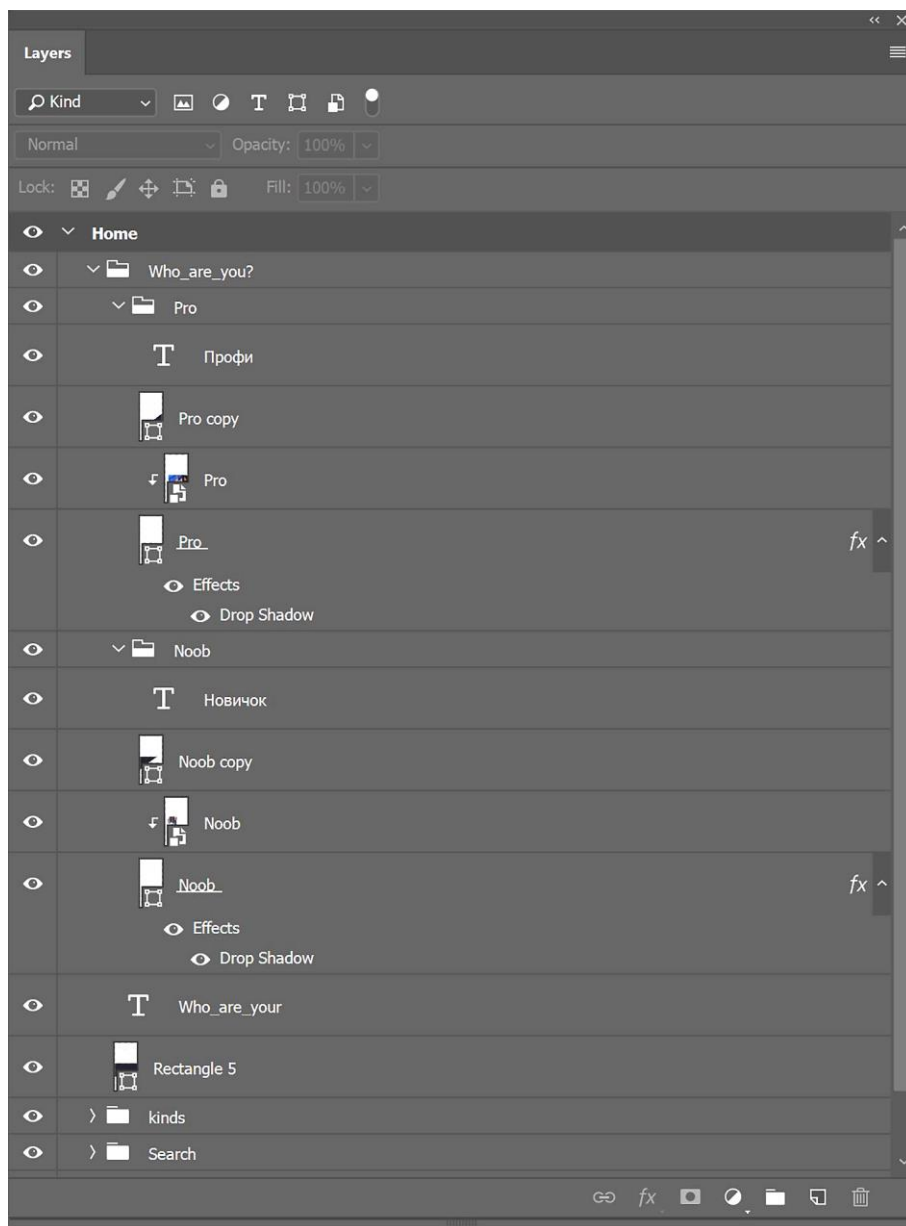 Layers
Kind
Normal Opacity: 100%
Lock: Fill: 100%
Home
Who_are_you?
Pro
Профи
Pro copy
Pro
Pro fx
Effects
Drop Shadow
Noob
Новичок
Noob copy
Noob
Noob fx
Effects
Drop Shadow
Who_are_your
Rectangle 5
kinds
Search
fx